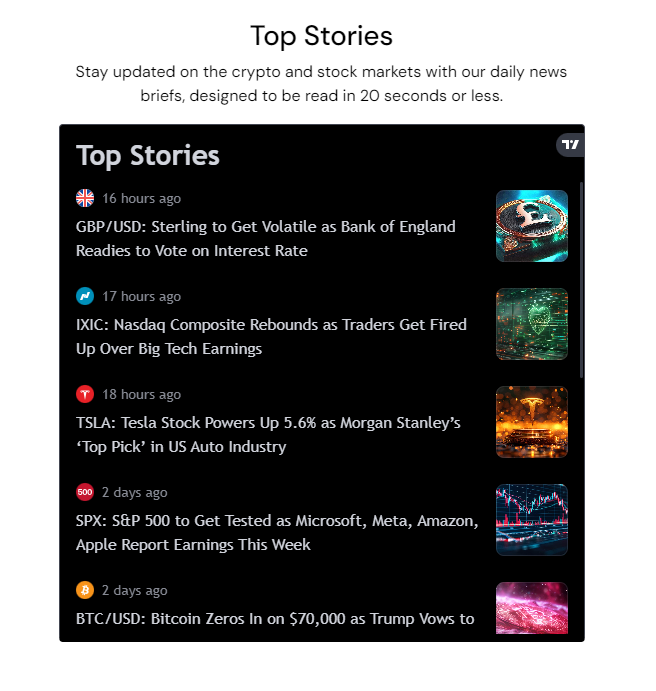 Top Stories
Stay updated on the crypto and stock markets with our daily news
briefs, designed to be read in 20 seconds or less.
Top Stories
16 hours ago
GBP/USD: Sterling to Get Volatile as Bank of England
Readies to Vote on Interest Rate
17 hours ago
IXIC: Nasdaq Composite Rebounds as Traders Get Fired
Up Over Big Tech Earnings
18 hours ago
TSLA: Tesla Stock Powers Up 5.6% as Morgan Stanley’s
‘Top Pick’ in US Auto Industry
500
2 days ago
SPX: S&P 500 to Get Tested as Microsoft, Meta, Amazon,
Apple Report Earnings This Week
2 days ago
BTC/USD: Bitcoin Zeros In on $70,000 as Trump Vows to